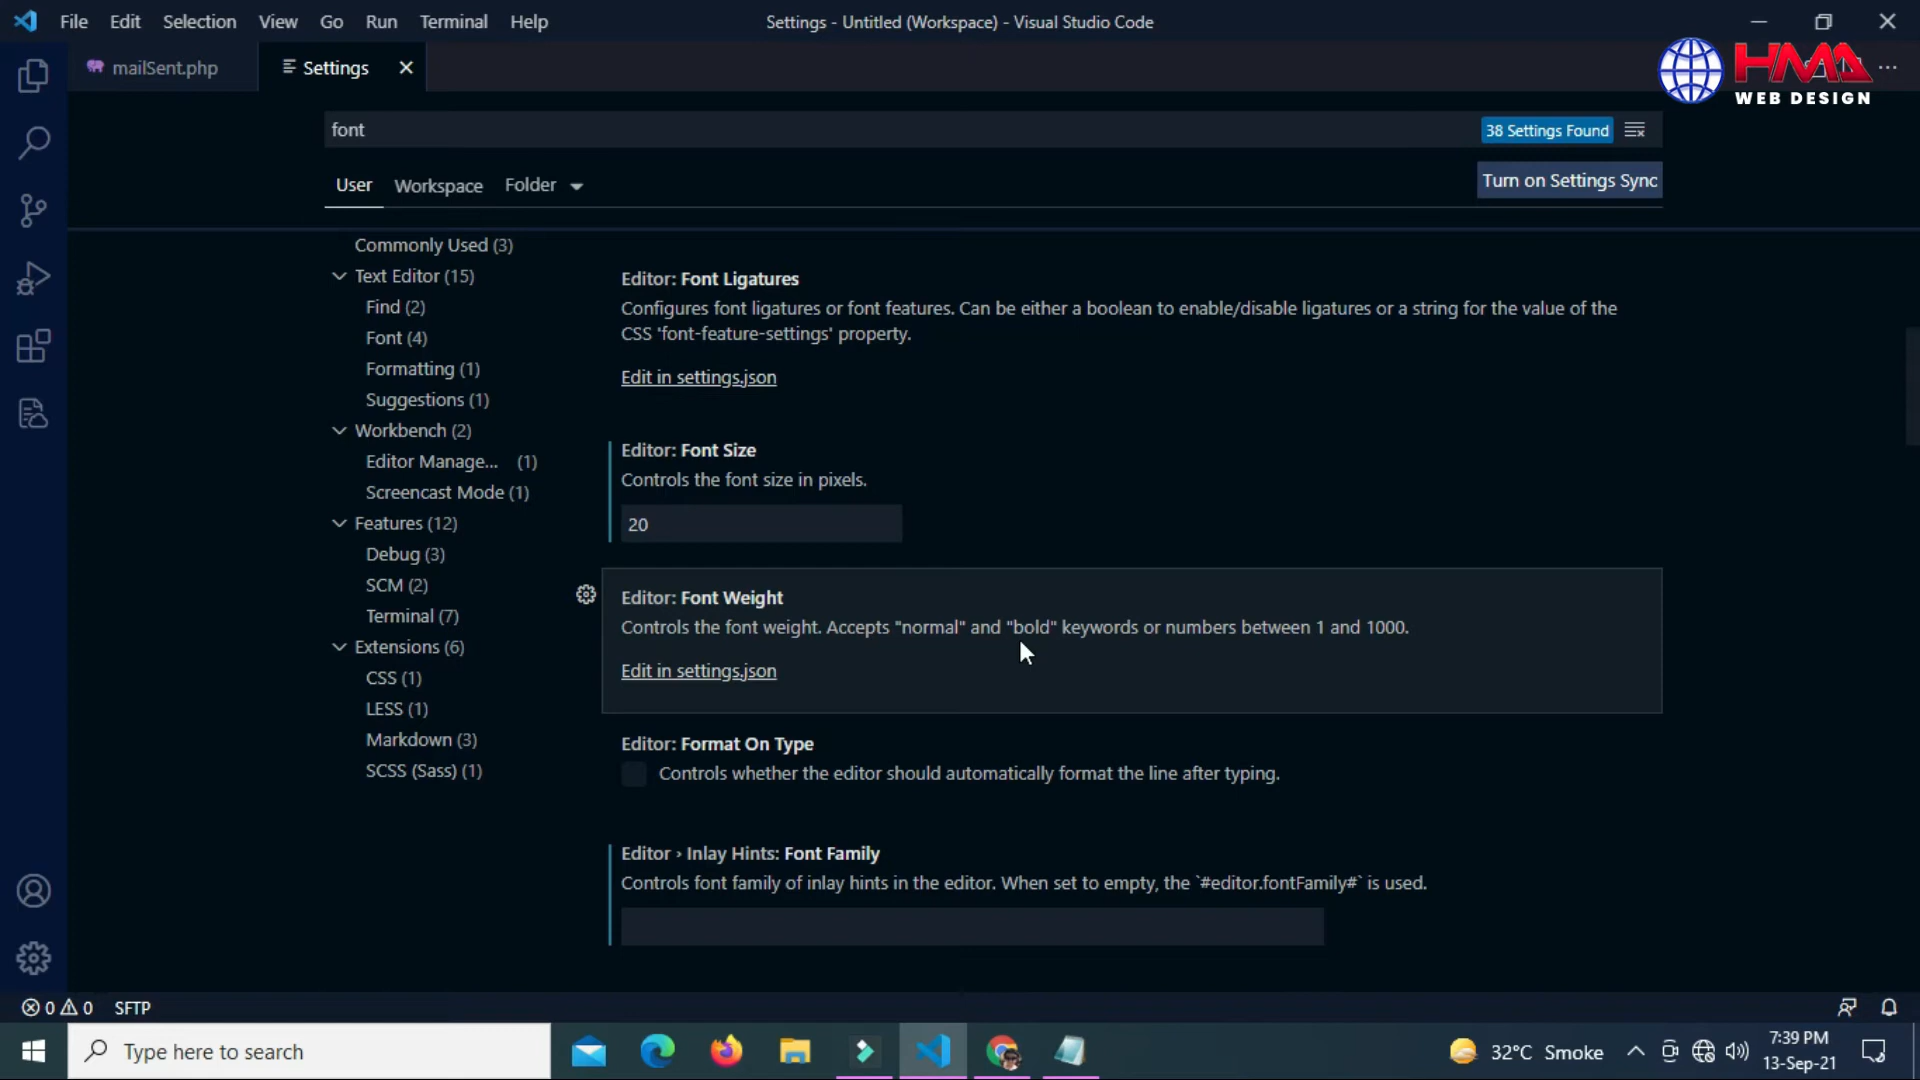 File Edit Selection View Go Run Terminal Help
Settings - Untitled (Workspace) - Visual Studio Code
mailSent.php
Settings
HMA
WEB DESIGN
font
38 Settings Found
User Workspace Folder
Turn on Settings Sync
Commonly Used (3)
Text Editor (15)
Find (2)
Font (4)
Formatting (1)
Suggestions (1)
Workbench (2)
Editor Manage... (1)
Screencast Mode (1)
Features (12)
Debug (3)
SCM (2)
Terminal (7)
Extensions (6)
CSS (1)
LESS (1)
Markdown (3)
SCSS (Sass) (1)
Editor: Font Ligatures
Configures font ligatures or font features. Can be either a boolean to enable/disable ligatures or a string for the value of the
CSS 'font-feature-settings' property.
Edit in settings.json
Editor: Font Size
Controls the font size in pixels.
20
Editor: Font Weight
Controls the font weight. Accepts "normal" and "bold" keywords or numbers between 1 and 1000.
Edit in settings.json
Editor: Format On Type
Controls whether the editor should automatically format the line after typing.
Editor › Inlay Hints: Font Family
Controls font family of inlay hints in the editor. When set to empty, the `#editor.fontFamily#` is used.
0 0 SFTP
Type here to search
32°C Smoke
7:39 PM
13-Sep-21